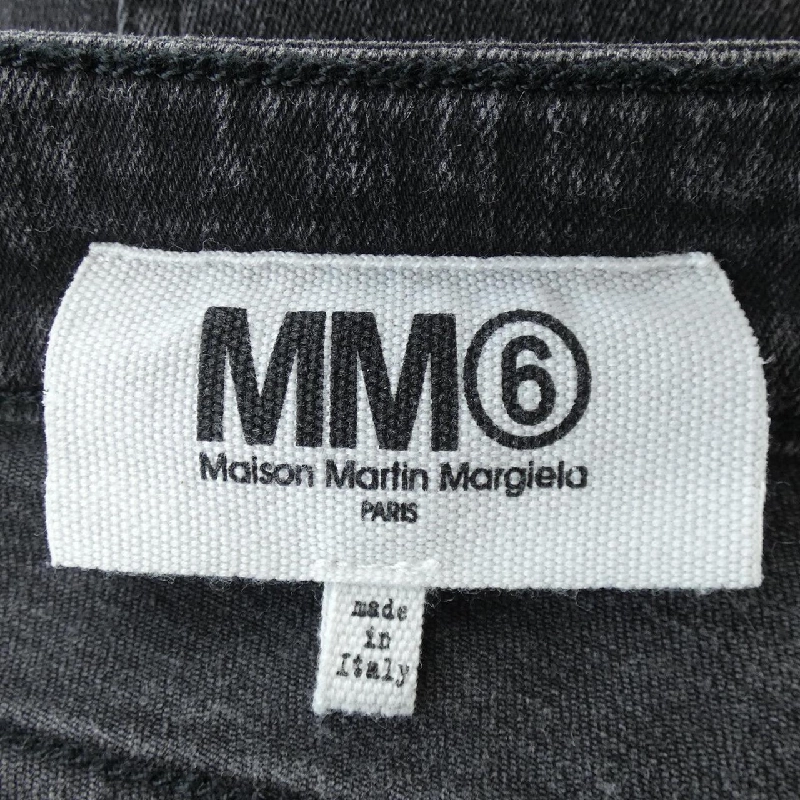 MM⑥
Maison Martin Margiela
PARIS
made
in
Italy